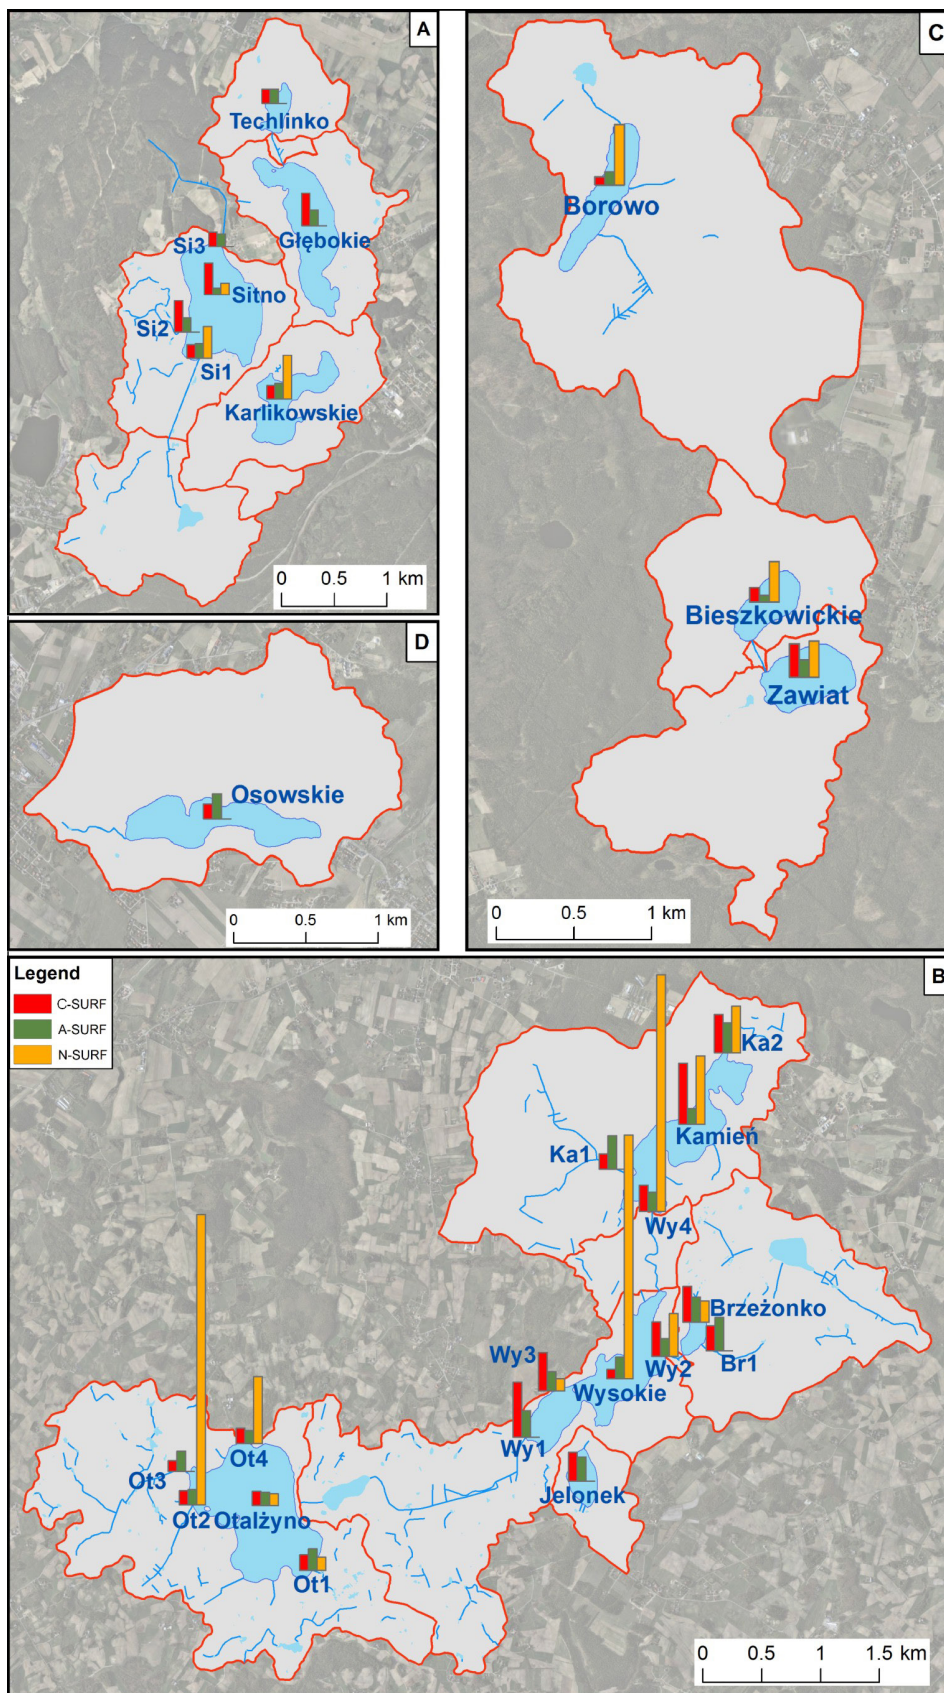 A
Techlinko
Głębokie
Si3
Sitno
Si2
Si1
Karlikowskie
0 0.5 1 km
C
Borowo
Bieszkowickie
Zawiat
0 0.5 1 km
D
Osowskie
0 0.5 1 km
B
Legend
C-SURF
A-SURF
N-SURF
Ka2
Kamień
Ka1
Wy4
Brzeżonko
Br1
Wy2
Wy3
Wysokie
Wy1
Jelonek
Ot4
Ot3
Ot2
Otalżyno
Ot1
0 0.5 1 1.5 km